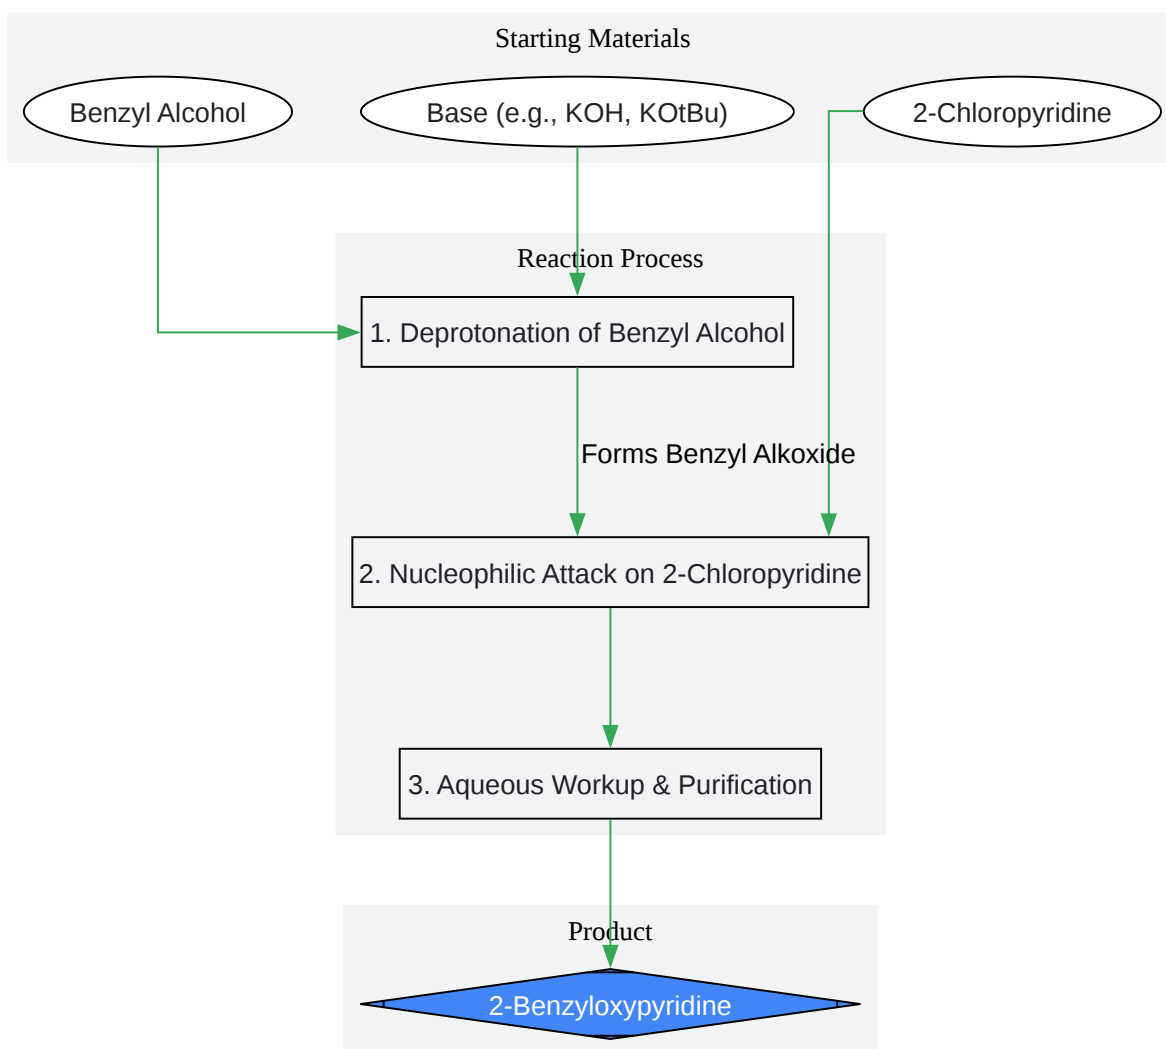 Starting Materials
Benzyl Alcohol
Base (e.g., KOH, KOtBu)
2-Chloropyridine
Reaction Process
1. Deprotonation of Benzyl Alcohol
Forms Benzyl Alkoxide
2. Nucleophilic Attack on 2-Chloropyridine
3. Aqueous Workup & Purification
Product
2-Benzyloxypyridine